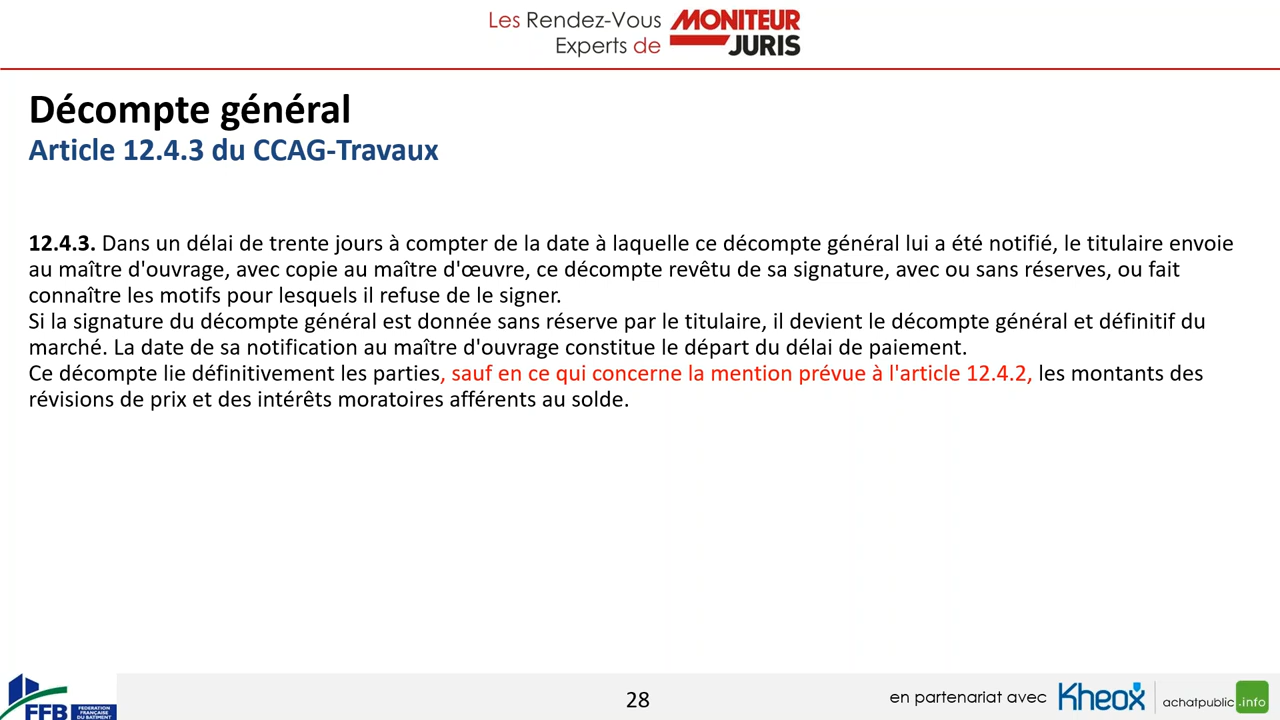 Les Rendez-Vous
Experts de
MONITEUR
JURIS
Décompte général
Article 12.4.3 du CCAG-Travaux
12.4.3. Dans un délai de trente jours à compter de la date à laquelle ce décompte général lui a été notifié, le titulaire envoie
au maître d'ouvrage, avec copie au maître d'œuvre, ce décompte revêtu de sa signature, avec ou sans réserves, ou fait
connaître les motifs pour lesquels il refuse de le signer.
Si la signature du décompte général est donnée sans réserve par le titulaire, il devient le décompte général et définitif du
marché. La date de sa notification au maître d'ouvrage constitue le départ du délai de paiement.
Ce décompte lie définitivement les parties, sauf en ce qui concerne la mention prévue à l'article 12.4.2, les montants des
révisions de prix et des intérêts moratoires afférents au solde.
FFB
FEDERATION
FRANÇAISE
DU BÂTIMENT
28
en partenariat avec
Kheox
achatpublic.info